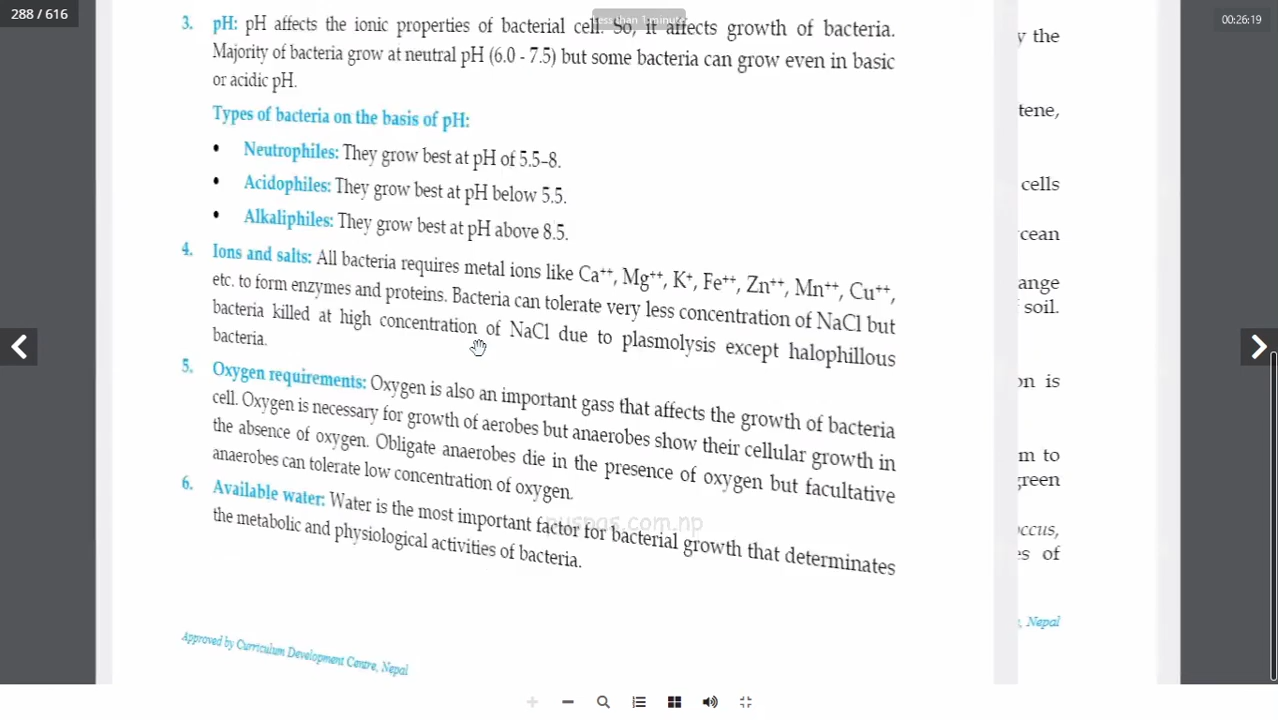 288 / 616
less than 1 minute
00:26:19
3. pH: pH affects the ionic properties of bacterial cell. So, it affects growth of bacteria.
Majority of bacteria grow at neutral pH (6.0 - 7.5) but some bacteria can grow even in basic
or acidic pH.
Types of bacteria on the basis of pH:
• Neutrophiles: They grow best at pH of 5.5–8.
• Acidophiles: They grow best at pH below 5.5.
• Alkaliphiles: They grow best at pH above 8.5.
4. Ions and salts: All bacteria requires metal ions like Ca⁺⁺, Mg⁺⁺, K⁺, Fe⁺⁺, Zn⁺⁺, Mn⁺⁺, Cu⁺⁺,
etc. to form enzymes and proteins. Bacteria can tolerate very less concentration of NaCl but
bacteria killed at high concentration of NaCl due to plasmolysis except halophillous
bacteria.
5. Oxygen requirements: Oxygen is also an important gass that affects the growth of bacteria
cell. Oxygen is necessary for growth of aerobes but anaerobes show their cellular growth in
the absence of oxygen. Obligate anaerobes die in the presence of oxygen but facultative
anaerobes can tolerate low concentration of oxygen.
6. Available water: Water is the most important factor for bacterial growth that determinates
the metabolic and physiological activities of bacteria.
puspas.com.np
Approved by Curriculum Development Centre, Nepal
y the
tene,
cells
cean
ange
soil.
on is
m to
green
occus,
es of
, Nepal